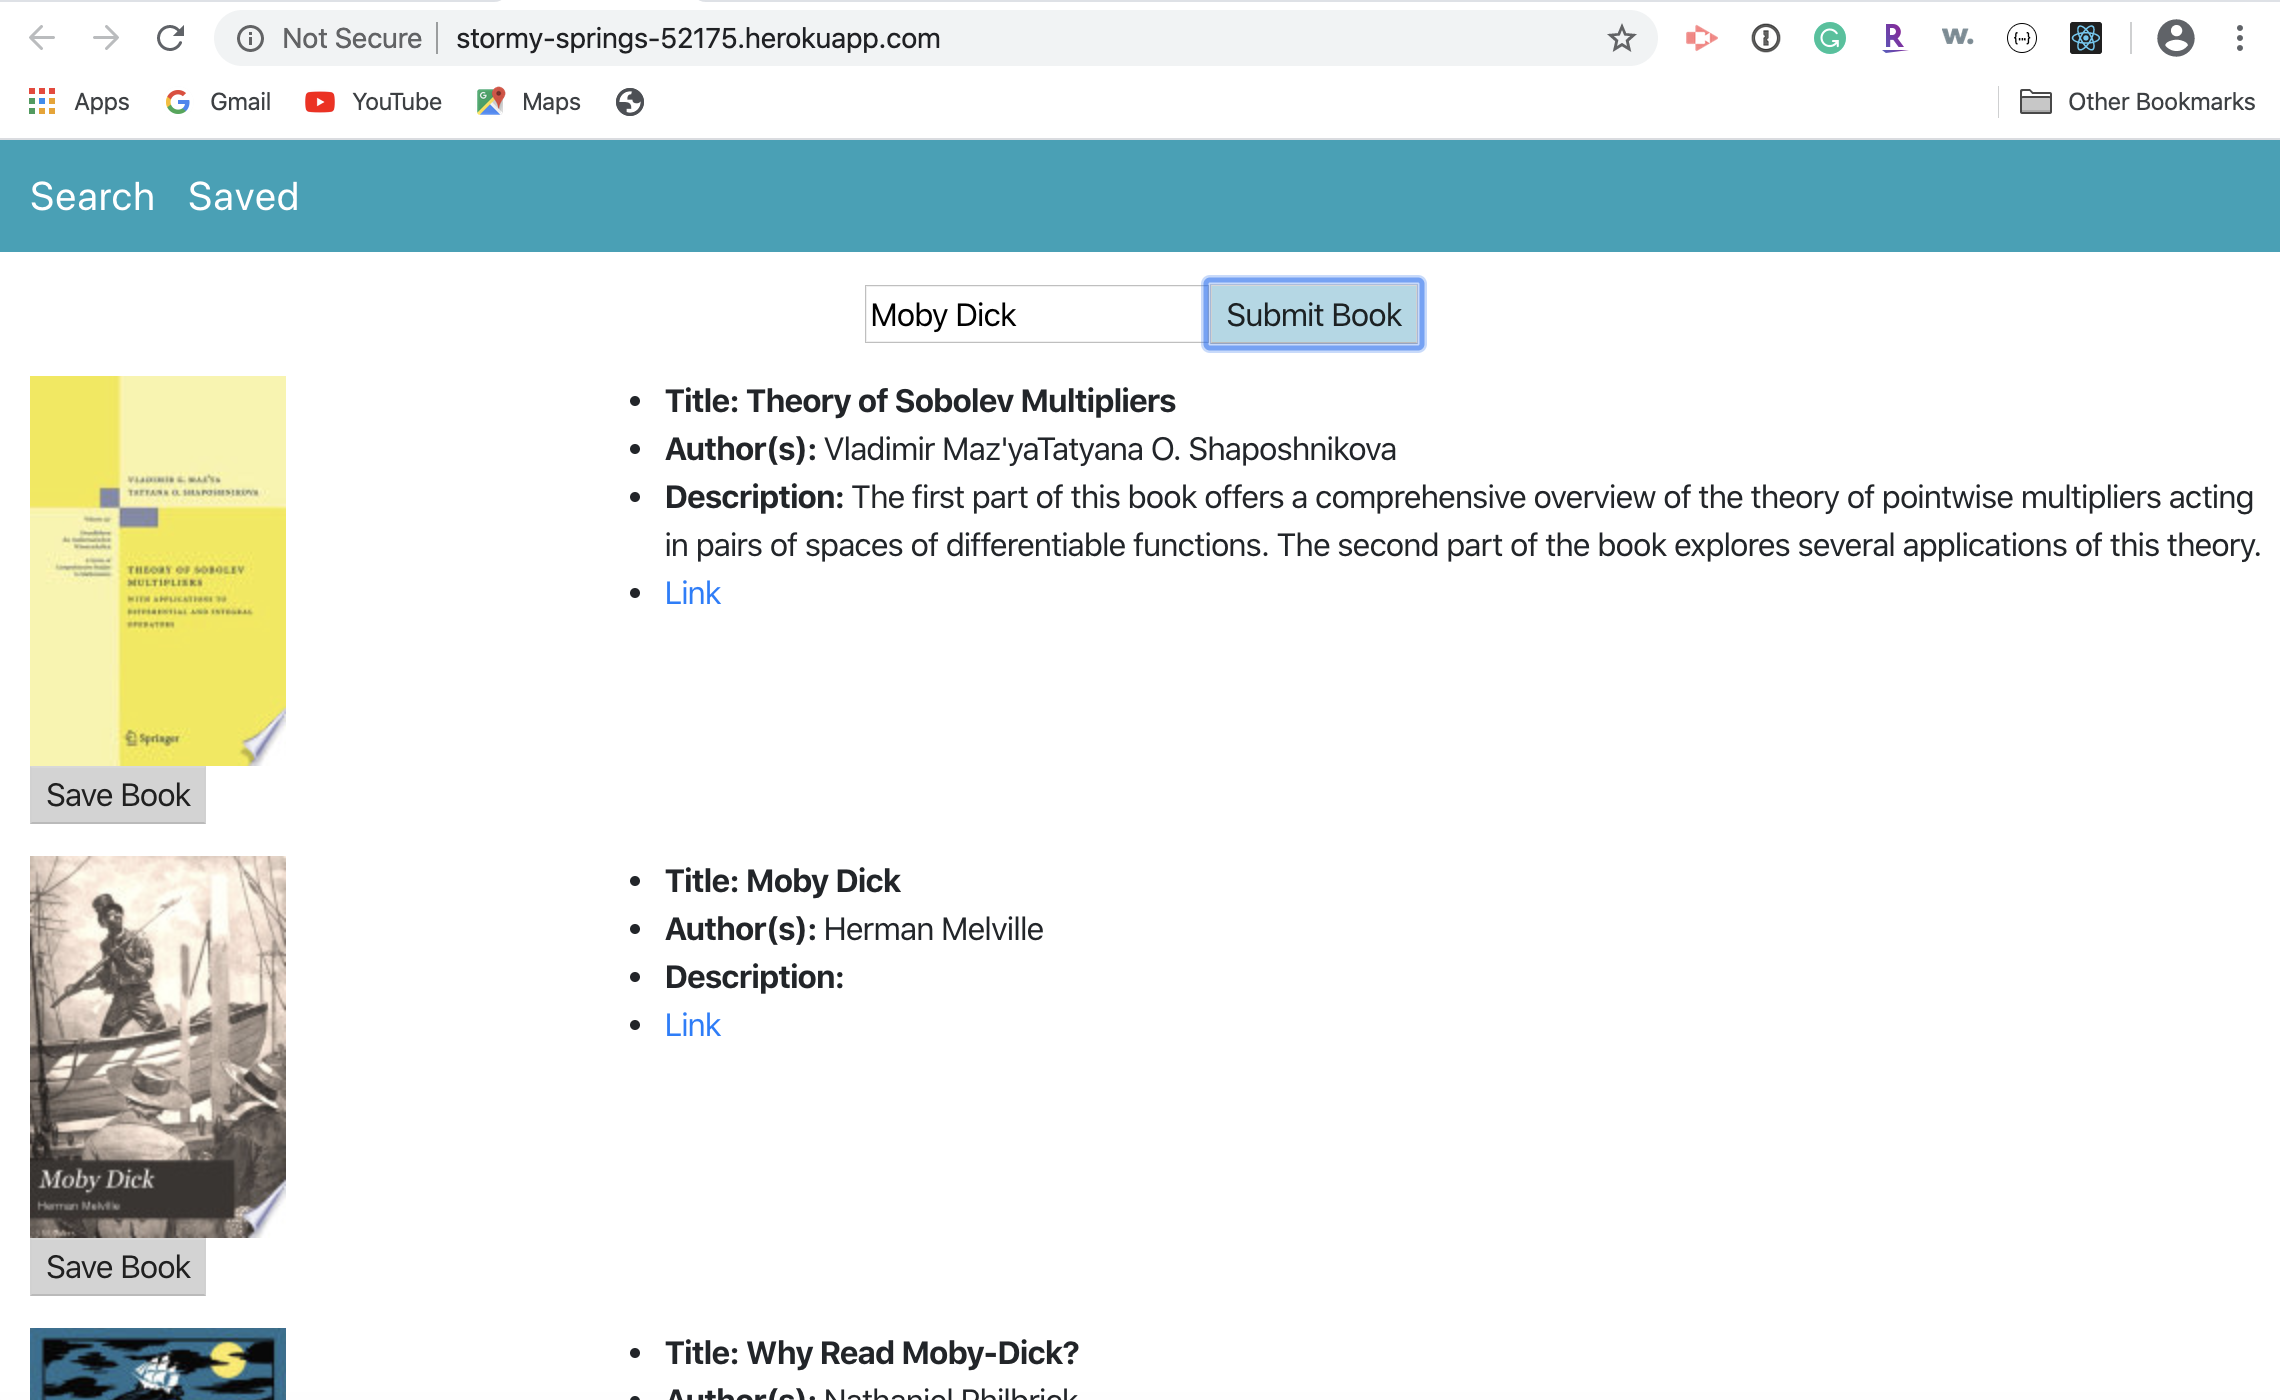 Not Secure stormy-springs-52175.herokuapp.com
Apps Gmail YouTube Maps Other Bookmarks
Search Saved
Moby Dick Submit Book
VLADIMIR G. MAZ'YA
TATYANA O. SHAPOSHNIKOVA
THEORY OF SOBOLEV
MULTIPLIERS
WITH APPLICATIONS TO
DIFFERENTIAL AND INTEGRAL
OPERATORS
Springer
Save Book
Title: Theory of Sobolev Multipliers
Author(s): Vladimir Maz'yaTatyana O. Shaposhnikova
Description: The first part of this book offers a comprehensive overview of the theory of pointwise multipliers acting
in pairs of spaces of differentiable functions. The second part of the book explores several applications of this theory.
Link
Moby Dick
Herman Melville
Save Book
Title: Moby Dick
Author(s): Herman Melville
Description:
Link
Title: Why Read Moby-Dick?
Author(s): Nathaniel Philbrick